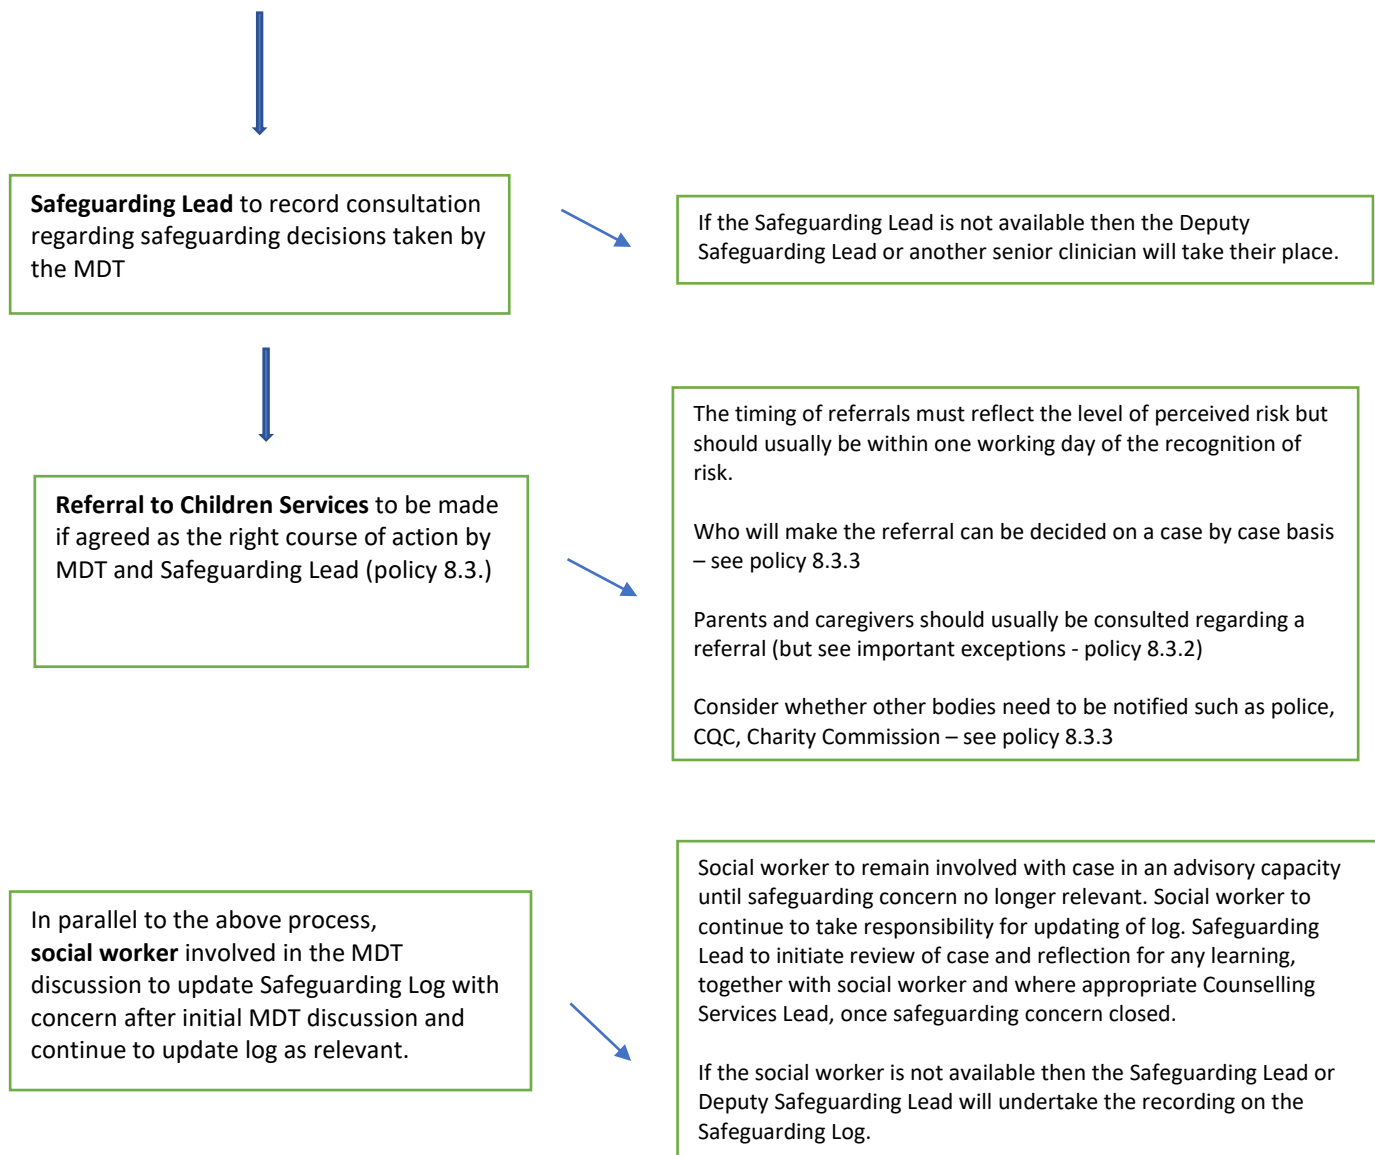 Safeguarding Lead to record consultation
regarding safeguarding decisions taken by
the MDT
If the Safeguarding Lead is not available then the Deputy
Safeguarding Lead or another senior clinician will take their place.
Referral to Children Services to be made
if agreed as the right course of action by
MDT and Safeguarding Lead (policy 8.3.)
The timing of referrals must reflect the level of perceived risk but
should usually be within one working day of the recognition of
risk.
Who will make the referral can be decided on a case by case basis
– see policy 8.3.3
Parents and caregivers should usually be consulted regarding a
referral (but see important exceptions - policy 8.3.2)
Consider whether other bodies need to be notified such as police,
CQC, Charity Commission – see policy 8.3.3
In parallel to the above process,
social worker involved in the MDT
discussion to update Safeguarding Log with
concern after initial MDT discussion and
continue to update log as relevant.
Social worker to remain involved with case in an advisory capacity
until safeguarding concern no longer relevant. Social worker to
continue to take responsibility for updating of log. Safeguarding
Lead to initiate review of case and reflection for any learning,
together with social worker and where appropriate Counselling
Services Lead, once safeguarding concern closed.
If the social worker is not available then the Safeguarding Lead or
Deputy Safeguarding Lead will undertake the recording on the
Safeguarding Log.